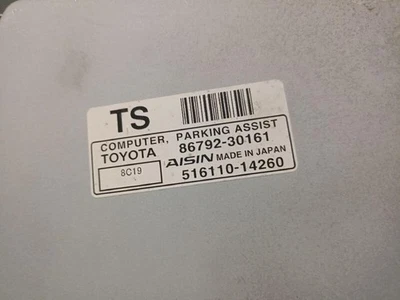 TS
COMPUTER, PARKING ASSIST
TOYOTA 86792-30161
8C19 AISIN MADE IN JAPAN
516110-14260